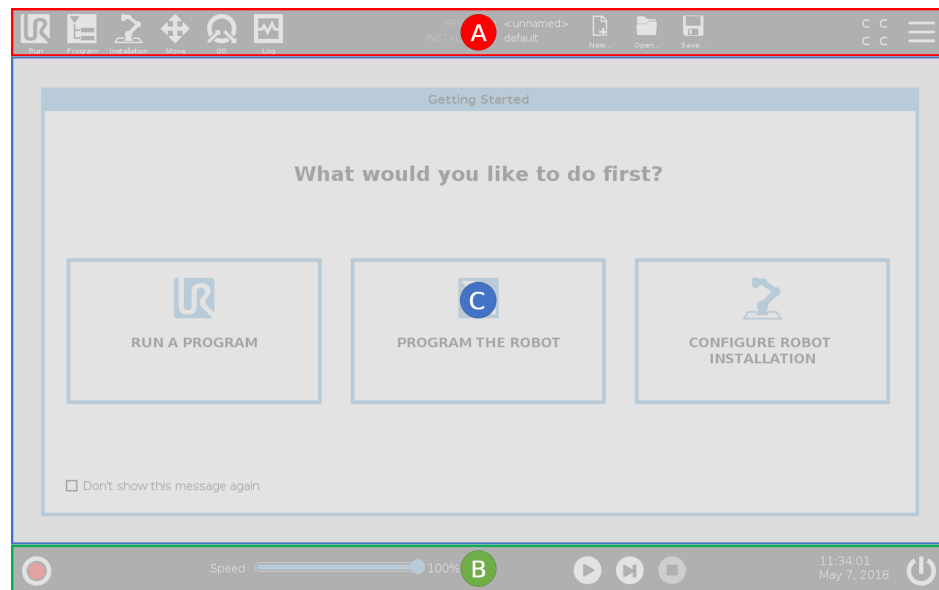 Run Program Installation Move I/O Log
<unnamed>
default
New... Open... Save...
C C
C C
A
Getting Started
What would you like to do first?
C
RUN A PROGRAM
PROGRAM THE ROBOT
CONFIGURE ROBOT
INSTALLATION
Don't show this message again
Speed 100%
B
11:34:01
May 7, 2018